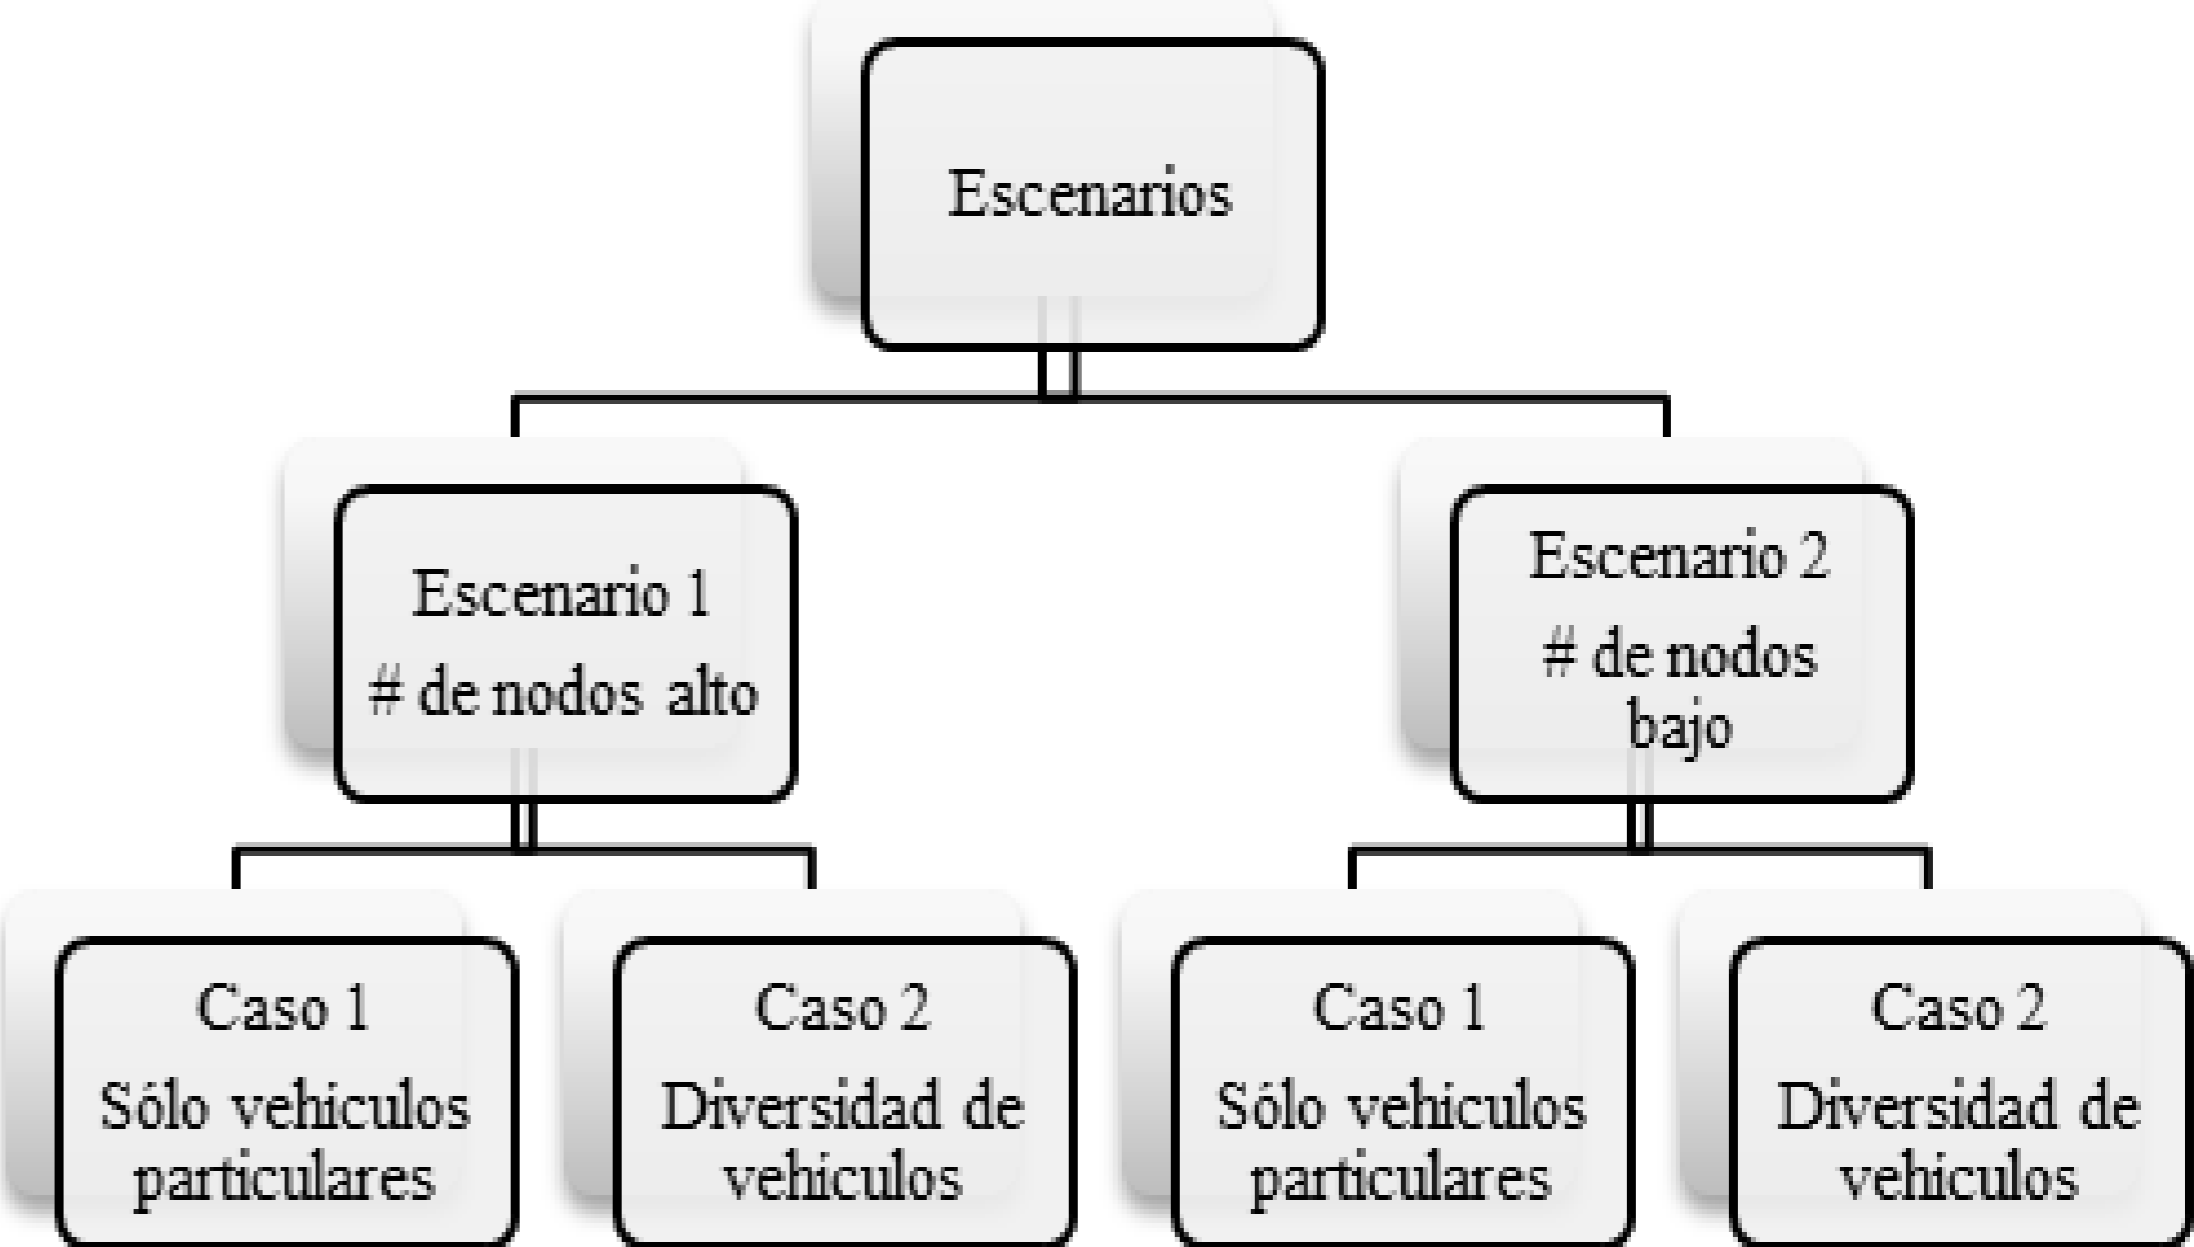 Escenarios
Escenario 1
# de nodos alto
Escenario 2
# de nodos
bajo
Caso 1
Sólo vehiculos
particulares
Caso 2
Diversidad de
vehiculos
Caso 1
Sólo vehiculos
particulares
Caso 2
Diversidad de
vehiculos